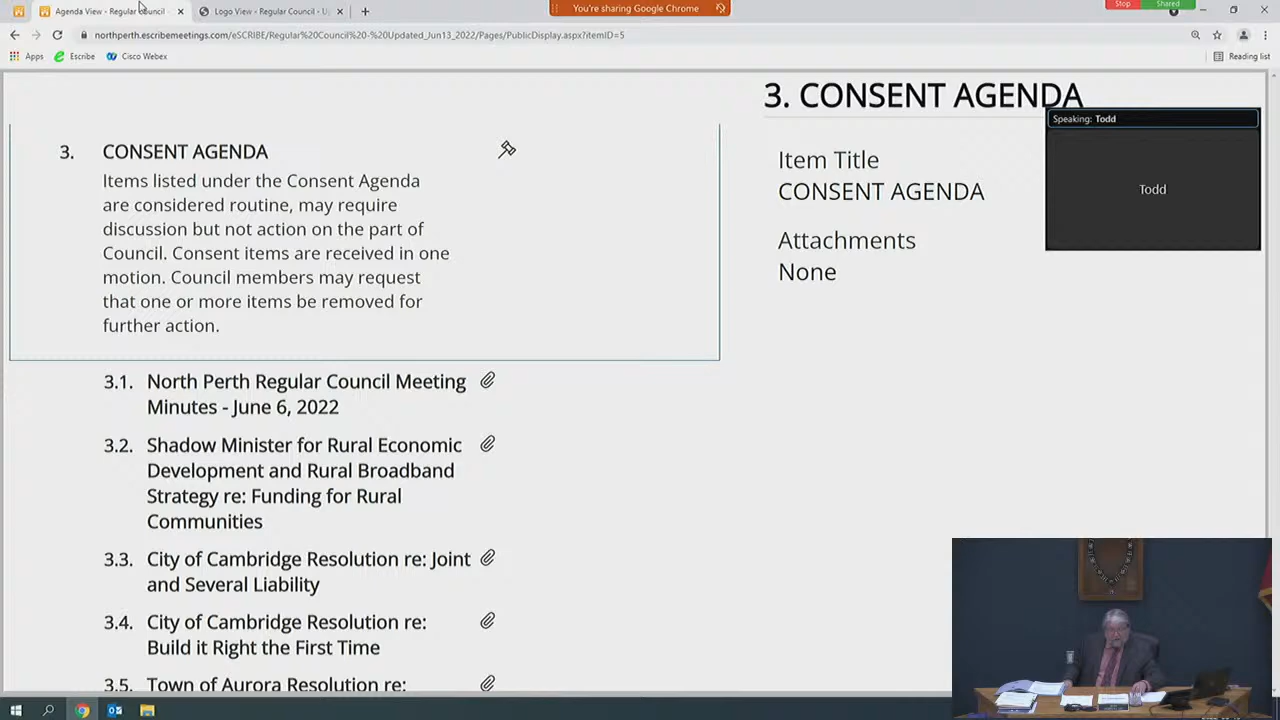 Agenda View - Regular Council -
Logo View - Regular Council - U
You're sharing Google Chrome
Stop
Shared
northperth.escribemeetings.com/eSCRIBE/Regular%20Council%20-%20Updated_Jun13_2022/Pages/PublicDisplay.aspx?itemID=5
Apps
Escribe
Cisco Webex
Reading list
3. CONSENT AGENDA
Items listed under the Consent Agenda
are considered routine, may require
discussion but not action on the part of
Council. Consent items are received in one
motion. Council members may request
that one or more items be removed for
further action.
3.1. North Perth Regular Council Meeting
Minutes - June 6, 2022
3.2. Shadow Minister for Rural Economic
Development and Rural Broadband
Strategy re: Funding for Rural
Communities
3.3. City of Cambridge Resolution re: Joint
and Several Liability
3.4. City of Cambridge Resolution re:
Build it Right the First Time
3.5. Town of Aurora Resolution re:
3. CONSENT AGENDA
Item Title
CONSENT AGENDA
Attachments
None
Speaking: Todd
Todd